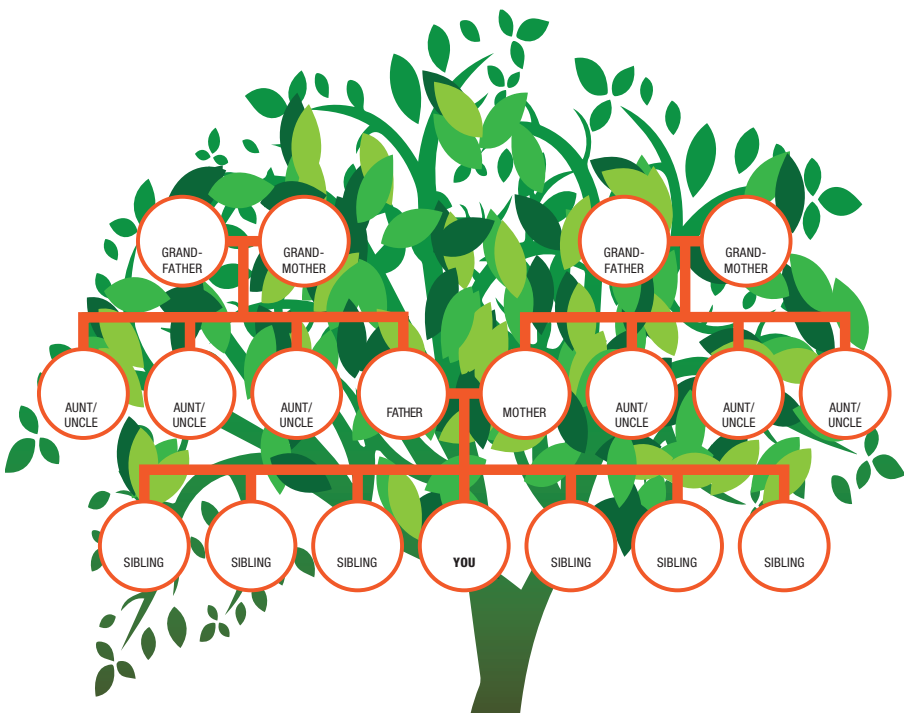 GRAND-
FATHER
GRAND-
MOTHER
GRAND-
FATHER
GRAND-
MOTHER
AUNT/
UNCLE
AUNT/
UNCLE
AUNT/
UNCLE
FATHER
MOTHER
AUNT/
UNCLE
AUNT/
UNCLE
AUNT/
UNCLE
SIBLING
SIBLING
SIBLING
YOU
SIBLING
SIBLING
SIBLING